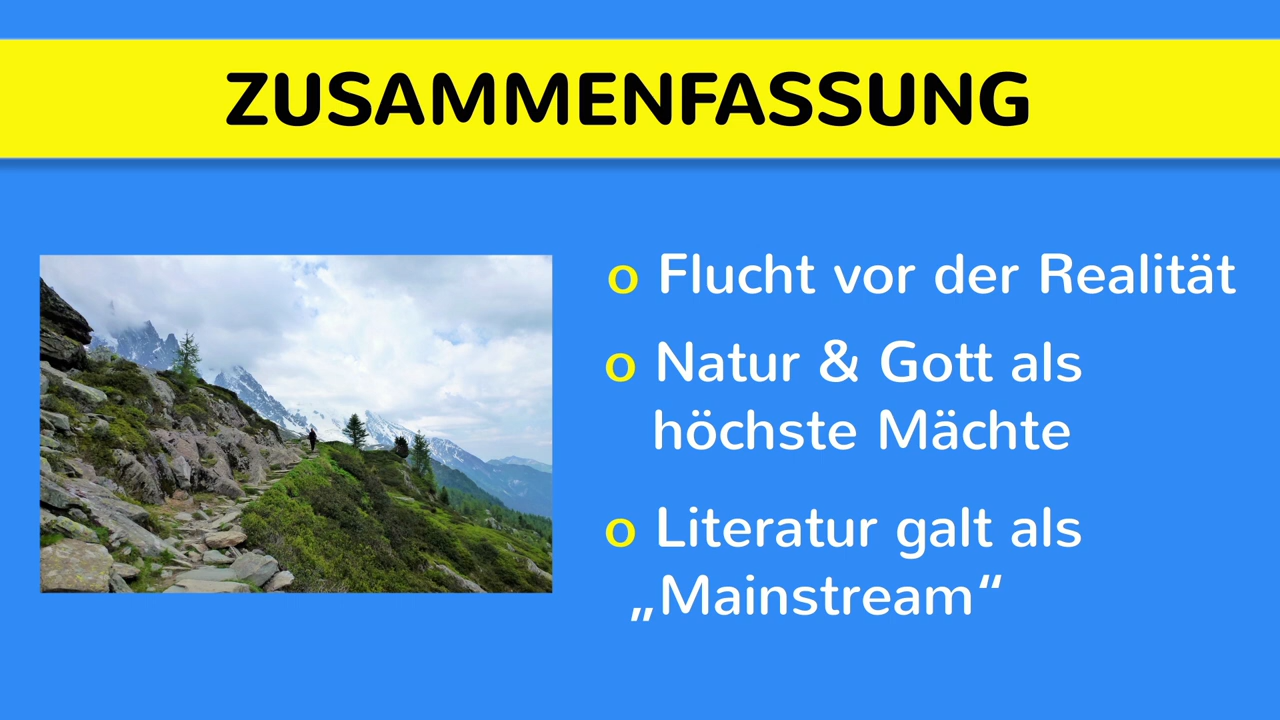 ZUSAMMENFASSUNG
o Flucht vor der Realität
o Natur & Gott als
höchste Mächte
o Literatur galt als
„Mainstream“